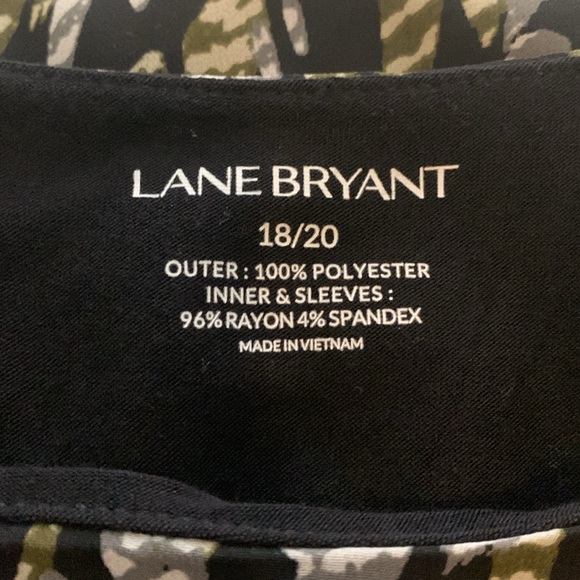 LANE BRYANT
18/20
OUTER : 100% POLYESTER
INNER & SLEEVES :
96% RAYON 4% SPANDEX
MADE IN VIETNAM